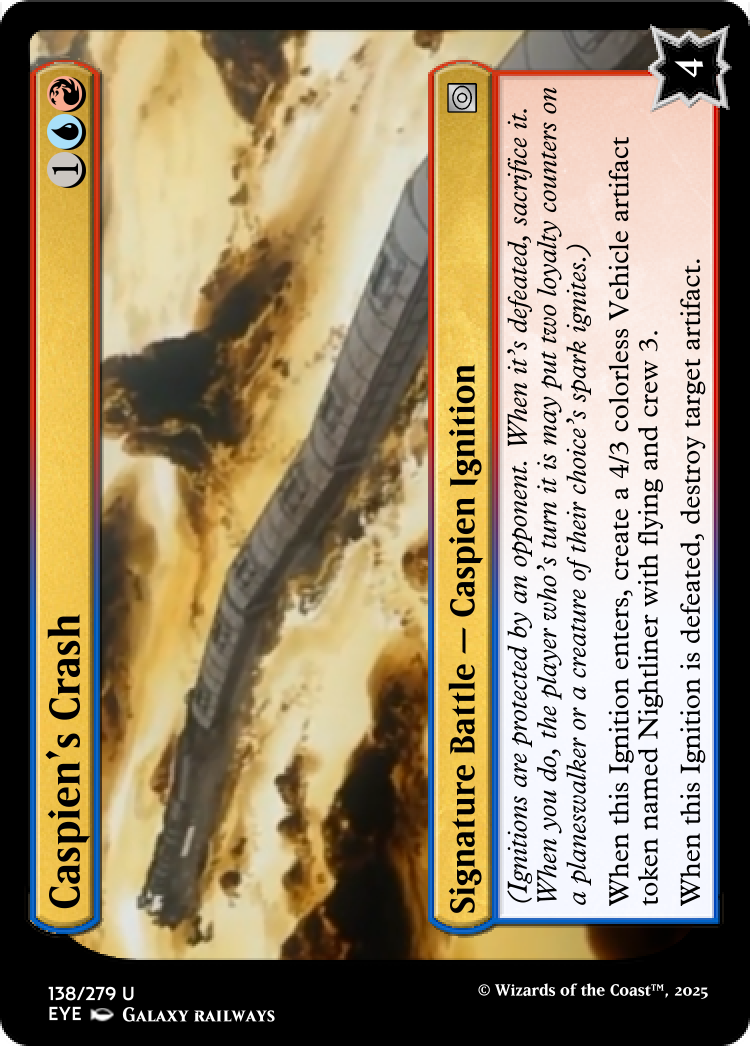 Caspien's Crash
1
Signature Battle — Caspien Ignition
(Ignitions are protected by an opponent. When it's defeated, sacrifice it.
When you do, the player who's turn it is may put two loyalty counters on
a planeswalker or a creature of their choice's spark ignites.)
When this Ignition enters, create a 4/3 colorless Vehicle artifact
token named Nightliner with flying and crew 3.
When this Ignition is defeated, destroy target artifact.
4
138/279 U
EYE GALAXY RAILWAYS
© Wizards of the Coast™, 2025